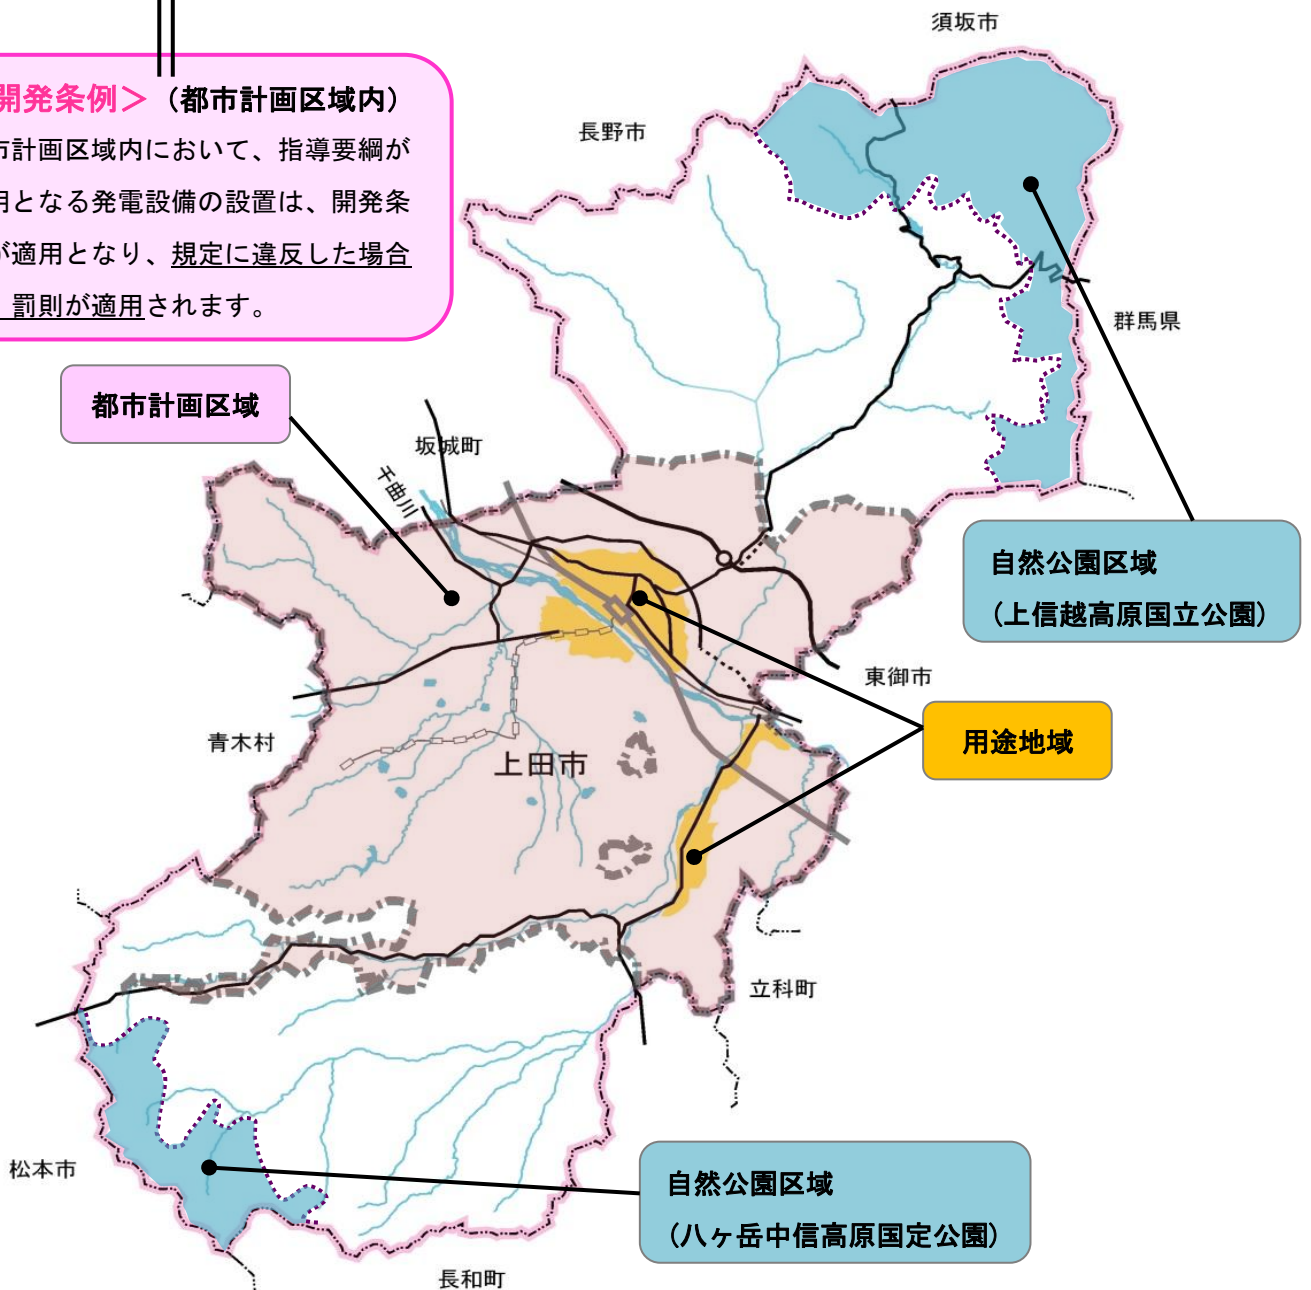 須坂市
開発条例＞（都市計画区域内）
長野市
市計画区域内において、指導要綱が
用となる発電設備の設置は、開発条
が適用となり、規定に違反した場合
罰則が適用されます。
群馬県
都市計画区域
坂城町
千曲川
自然公園区域
(上信越高原国立公園)
東御市
用途地域
青木村
上田市
立科町
松本市
自然公園区域
(八ヶ岳中信高原国定公園)
長和町